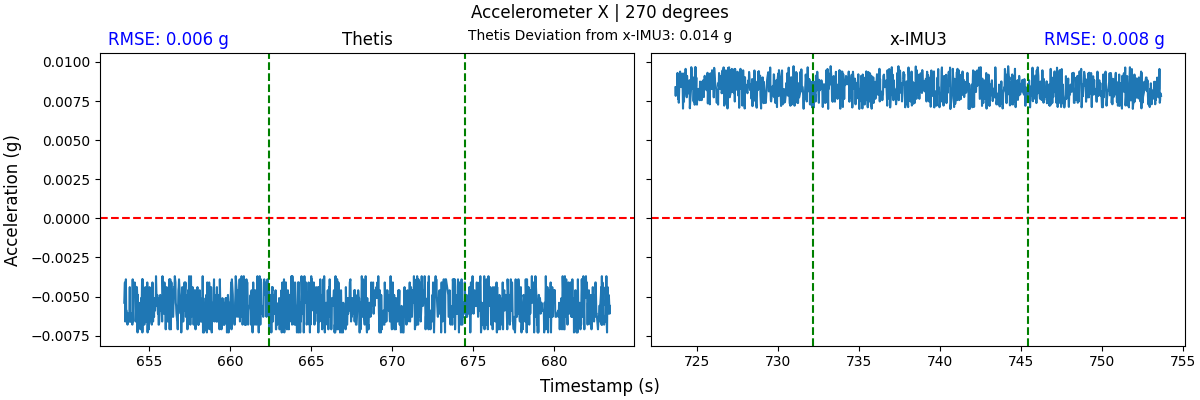 Accelerometer X | 270 degrees
RMSE: 0.006 g
Thetis
Thetis Deviation from x-IMU3: 0.014 g
x-IMU3
RMSE: 0.008 g
Acceleration (g)
0.0100
0.0075
0.0050
0.0025
0.0000
−0.0025
−0.0050
−0.0075
655 660 665 670 675 680
725 730 735 740 745 750 755
Timestamp (s)